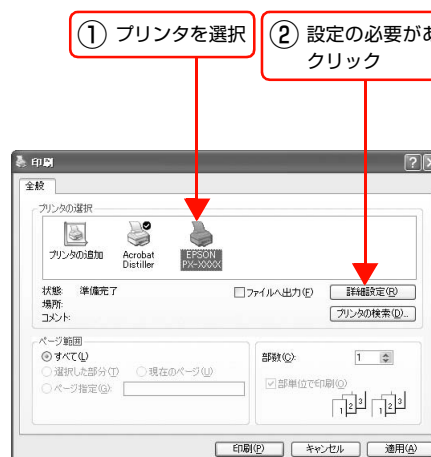 ① プリンタを選択
② 設定の必要があ
クリック
印刷
全般
プリンタの選択
プリンタの追加
Acrobat
Distiller
EPSON
PX-XXXX
状態: 準備完了
場所:
コメント:
ファイルへ出力(F)
詳細設定(R)
プリンタの検索(D)...
ページ範囲
すべて(L)
選択した部分(T) 現在のページ(U)
ページ指定(G):
部数(C): 1
部単位で印刷(O)
1 2 3 1 2 3
印刷(P) キャンセル 適用(A)